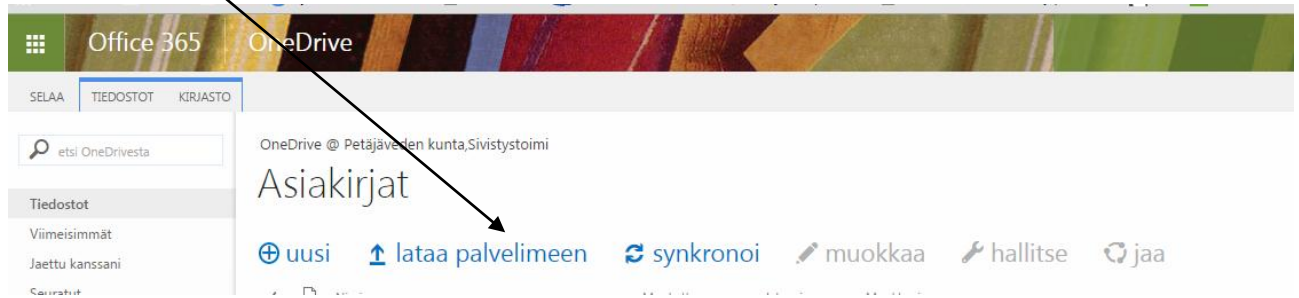 Office 365 OneDrive
SELAA TIEDOSTOT KIRJASTO
etsi OneDrivesta
OneDrive @ Petäjäveden kunta,Sivistystoimi
Asiakirjat
Tiedostot
Viimeisimmät
Jaettu kanssani
Seuratut
uusi lataa palvelimeen synkronoi muokkaa hallitse jaa